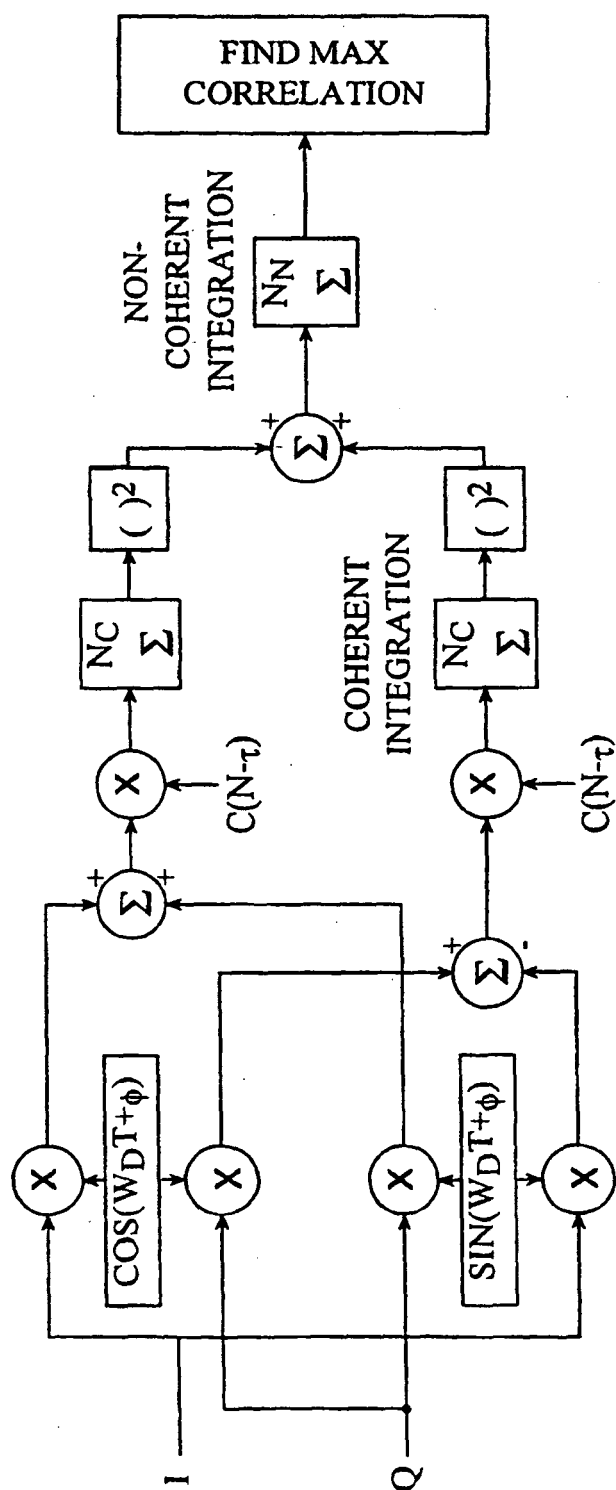 I
Q
X
COS(W_DT+φ)
X
X
SIN(W_DT+φ)
X
+
Σ
+
+
Σ
-
X
C(N-τ)
X
C(N-τ)
N_C
Σ
COHERENT
INTEGRATION
N_C
Σ
( )²
( )²
+
Σ
+
NON-
COHERENT
INTEGRATION
N_N
Σ
FIND MAX
CORRELATION